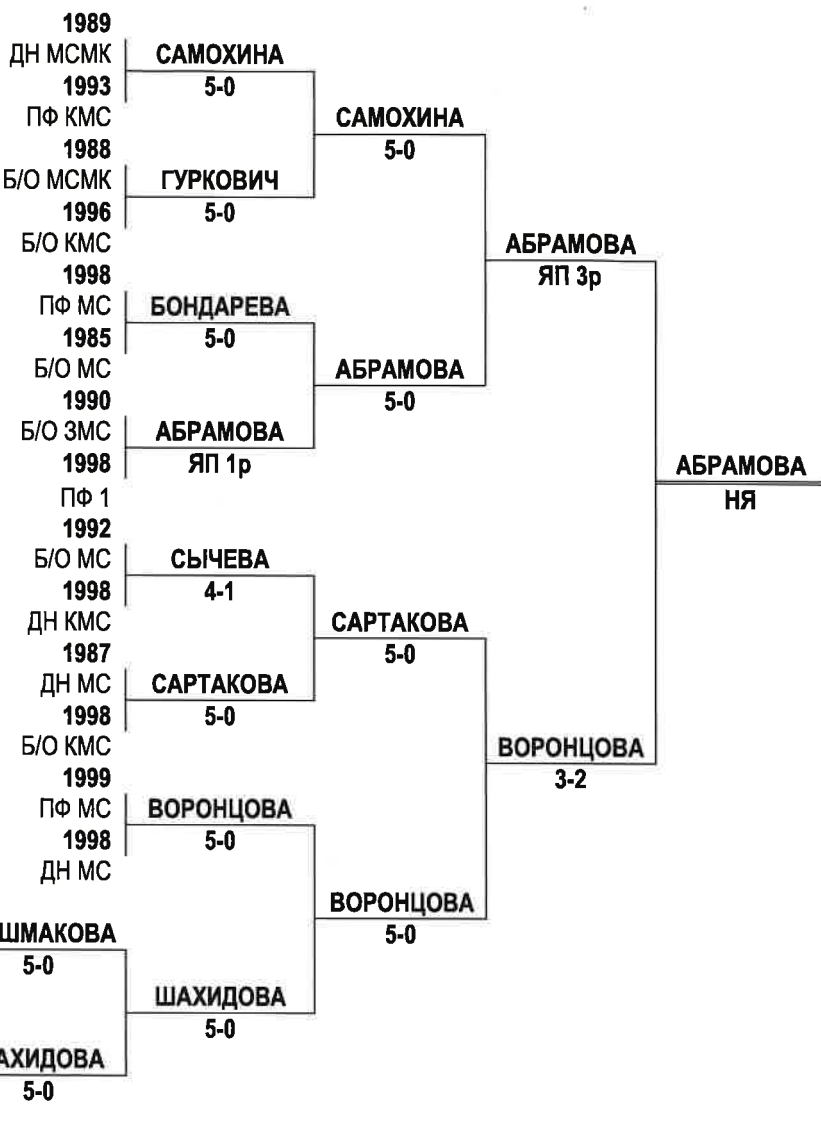 1989
ДН МСМК САМОХИНА
1993 5-0
ПФ КМС САМОХИНА
1988 5-0
Б/О МСМК ГУРКОВИЧ
1996 5-0
Б/О КМС АБРАМОВА
1998 ЯП 3р
ПФ МС БОНДАРЕВА
1985 5-0
Б/О МС АБРАМОВА
1990 5-0
Б/О ЗМС АБРАМОВА
1998 ЯП 1р АБРАМОВА
ПФ 1 НЯ
1992
Б/О МС СЫЧЕВА
1998 4-1
ДН КМС САРТАКОВА
1987 5-0
ДН МС САРТАКОВА
1998 5-0
Б/О КМС ВОРОНЦОВА
1999 3-2
ПФ МС ВОРОНЦОВА
1998 5-0
ДН МС
ВОРОНЦОВА
ШМАКОВА 5-0
5-0
ШАХИДОВА
5-0
АХИДОВА
5-0